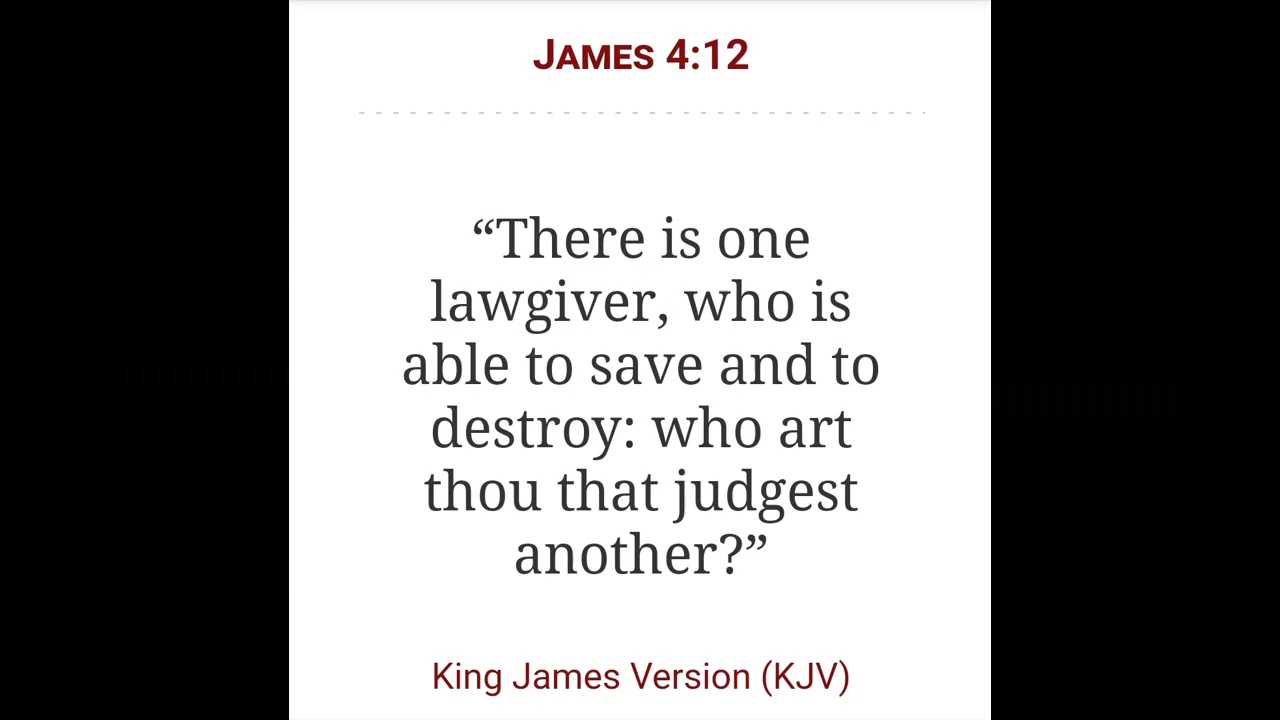 JAMES 4:12
“There is one
lawgiver, who is
able to save and to
destroy: who art
thou that judgest
another?”
King James Version (KJV)